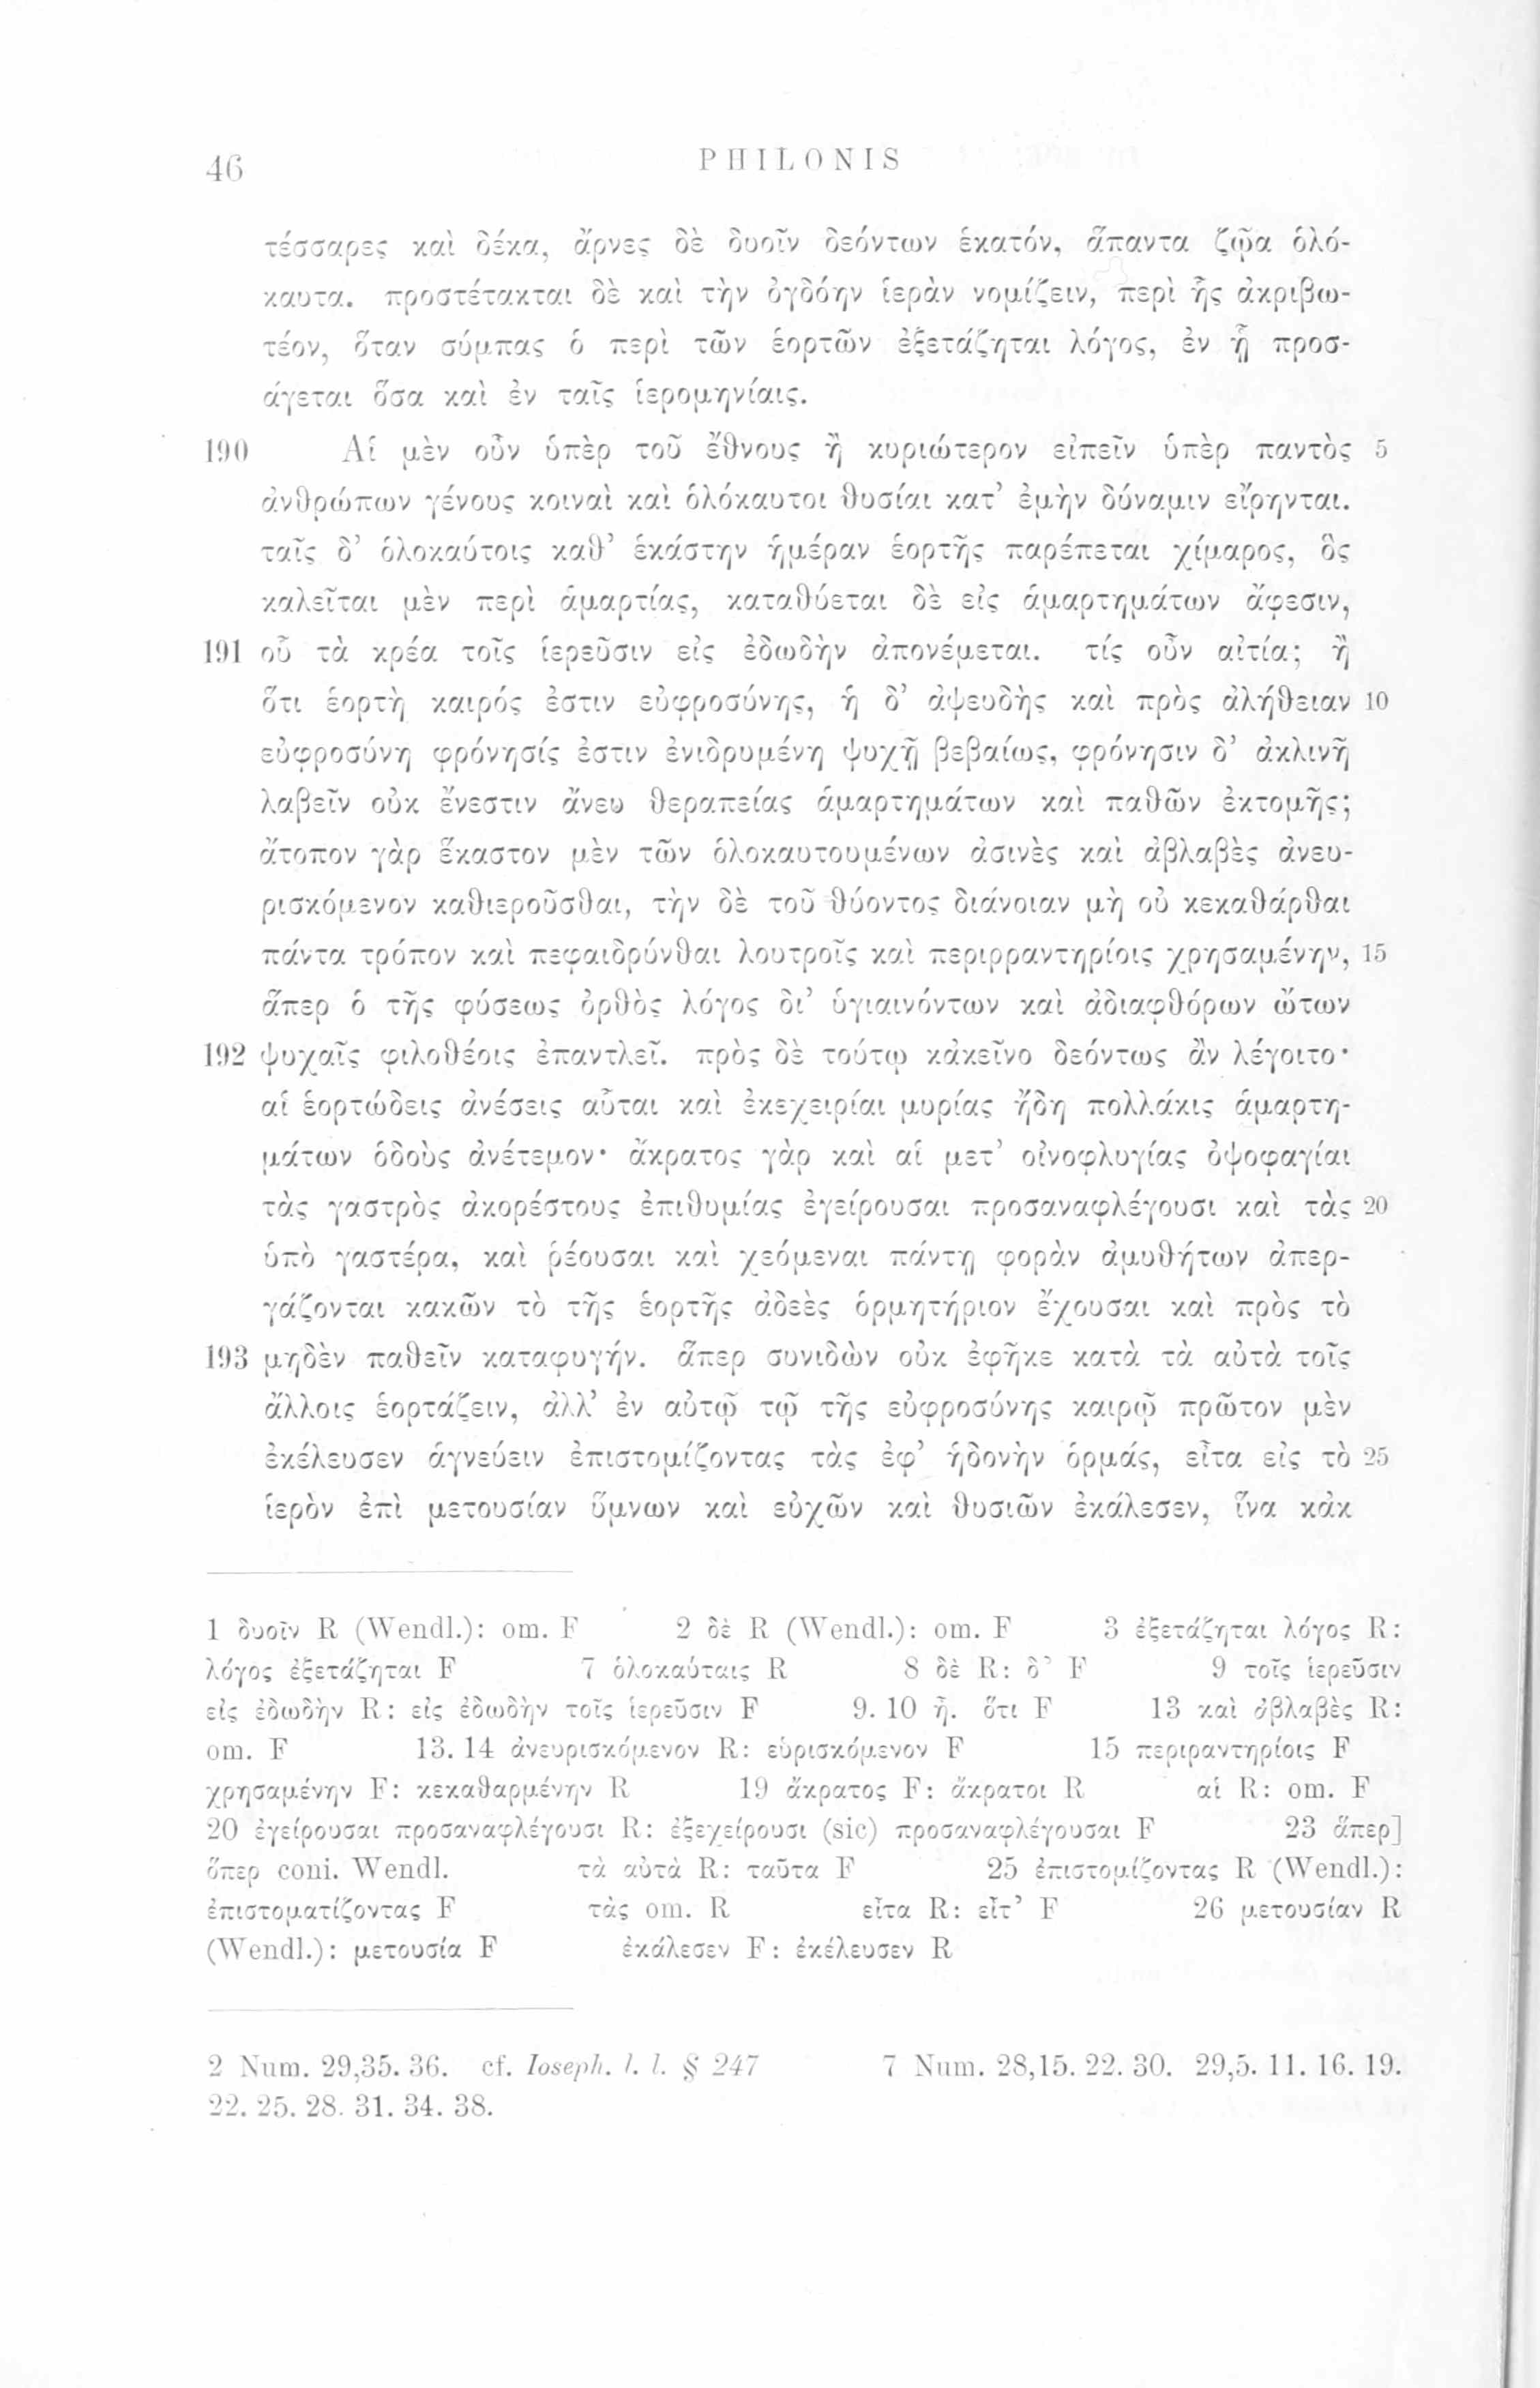 46 PHILONIS
τέσσαρες καὶ δέκα, ἄρνες δὲ δυοῖν δεόντων ἑκατόν, ἅπαντα ζῷα ὁλό-
καυτα. προστέτακται δὲ καὶ τὴν ὀγδόην ἱερὰν νομίζειν, περὶ ἧς ἀκριβω-
τέον, ὅταν σύμπας ὁ περὶ τῶν ἑορτῶν ἐξετάζηται λόγος, ἐν ᾗ προσ-
άγεται ὅσα καὶ ἐν ταῖς ἱερομηνίαις.
190 Αἱ μὲν οὖν ὑπὲρ τοῦ ἔθνους ἢ κυριώτερον εἰπεῖν ὑπὲρ παντὸς 5
ἀνθρώπων γένους κοιναὶ καὶ ὁλόκαυτοι θυσίαι κατ’ ἐμὴν δύναμιν εἴρηνται.
ταῖς δ’ ὁλοκαύτοις καθ’ ἑκάστην ἡμέραν ἑορτῆς παρέπεται χίμαρος, ὃς
καλεῖται μὲν περὶ ἁμαρτίας, καταθύεται δὲ εἰς ἁμαρτημάτων ἄφεσιν,
191 οὗ τὰ κρέα τοῖς ἱερεῦσιν εἰς ἐδωδὴν ἀπονέμεται. τίς οὖν αἰτία; ἢ
ὅτι ἑορτὴ καιρός ἐστιν εὐφροσύνης, ἡ δ’ ἀψευδὴς καὶ πρὸς ἀλήθειαν 10
εὐφροσύνη φρόνησίς ἐστιν ἐνιδρυμένη ψυχῇ βεβαίως, φρόνησιν δ’ ἀκλινῆ
λαβεῖν οὐκ ἔνεστιν ἄνευ θεραπείας ἁμαρτημάτων καὶ παθῶν ἐκτομῆς;
ἄτοπον γὰρ ἕκαστον μὲν τῶν ὁλοκαυτουμένων ἀσινὲς καὶ ἀβλαβὲς ἀνευ-
ρισκόμενον καθιεροῦσθαι, τὴν δὲ τοῦ θύοντος διάνοιαν μὴ οὐ κεκαθάρθαι
πάντα τρόπον καὶ πεφαιδρύνθαι λουτροῖς καὶ περιρραντηρίοις χρησαμένην, 15
ἅπερ ὁ τῆς φύσεως ὀρθὸς λόγος δι’ ὑγιαινόντων καὶ ἀδιαφθόρων ὤτων
192 ψυχαῖς φιλοθέοις ἐπαντλεῖ. πρὸς δὲ τούτῳ κἀκεῖνο δεόντως ἂν λέγοιτο·
αἱ ἑορτώδεις ἀνέσεις αὗται καὶ ἐκεχειρίαι μυρίας ἤδη πολλάκις ἁμαρτη-
μάτων ὁδοὺς ἀνέτεμον· ἄκρατος γὰρ καὶ αἱ μετ’ οἰνοφλυγίας ὀψοφαγίαι
τὰς γαστρὸς ἀκορέστους ἐπιθυμίας ἐγείρουσαι προσαναφλέγουσι καὶ τὰς 20
ὑπὸ γαστέρα, καὶ ῥέουσαι καὶ χεόμεναι πάντῃ φορὰν ἀμυθήτων ἀπερ-
γάζονται κακῶν τὸ τῆς ἑορτῆς ἀδεὲς ὁρμητήριον ἔχουσαι καὶ πρὸς τὸ
193 μηδὲν παθεῖν καταφυγήν. ἅπερ συνιδὼν οὐκ ἐφῆκε κατὰ τὰ αὐτὰ τοῖς
ἄλλοις ἑορτάζειν, ἀλλ’ ἐν αὐτῷ τῷ τῆς εὐφροσύνης καιρῷ πρῶτον μὲν
ἐκέλευσεν ἁγνεύειν ἐπιστομίζοντας τὰς ἐφ’ ἡδονὴν ὁρμάς, εἶτα εἰς τὸ 25
ἱερὸν ἐπὶ μετουσίαν ὕμνων καὶ εὐχῶν καὶ θυσιῶν ἐκάλεσεν, ἵνα κἀκ
1 δυοῖν R (Wendl.): om. F 2 δὲ R (Wendl.): om. F 3 ἐξετάζηται λόγος R:
λόγος ἐξετάζηται F 7 ὁλοκαύταις R 8 δὲ R: δ’ F 9 τοῖς ἱερεῦσιν
εἰς ἐδωδὴν R: εἰς ἐδωδὴν τοῖς ἱερεῦσιν F 9. 10 ᾗ. ὅτι F 13 καὶ ἀβλαβὲς R:
om. F 13. 14 ἀνευρισκόμενον R: εὑρισκόμενον F 15 περιραντηρίοις F
χρησαμένην F: κεκαθαρμένην R 19 ἄκρατος F: ἄκρατοι R αἱ R: om. F
20 ἐγείρουσαι προσαναφλέγουσι R: ἐξεγείρουσι (sic) προσαναφλέγουσαι F 23 ἅπερ]
ὅπερ coni. Wendl. τὰ αὐτὰ R: ταῦτα F 25 ἐπιστομίζοντας R (Wendl.):
ἐπιστοματίζοντας F τὰς om. R εἶτα R: εἶτ’ F 26 μετουσίαν R
(Wendl.): μετουσία F ἐκάλεσεν F: ἐκέλευσεν R
2 Num. 29,35. 36. cf. Ioseph. l. l. § 247 7 Num. 28,15. 22. 30. 29,5. 11. 16. 19.
22. 25. 28. 31. 34. 38.